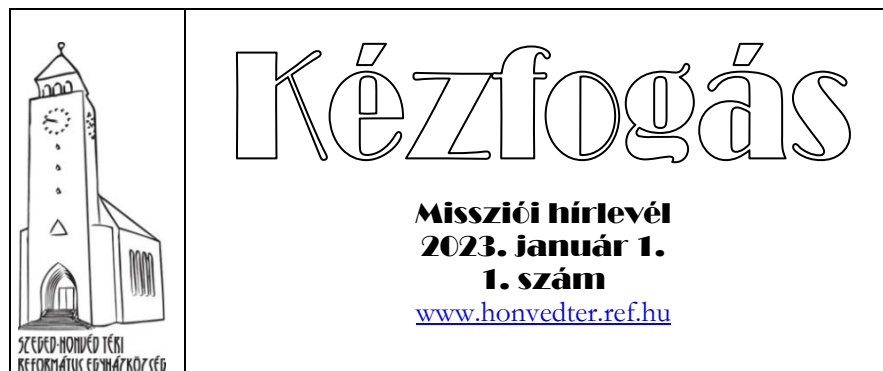 Kézfogás
Missziói hírlevél
2023. január 1.
1. szám
www.honvedter.ref.hu
SZEGED-HONVÉD TÉRI
REFORMÁTUS EGYHÁZKÖZSÉG